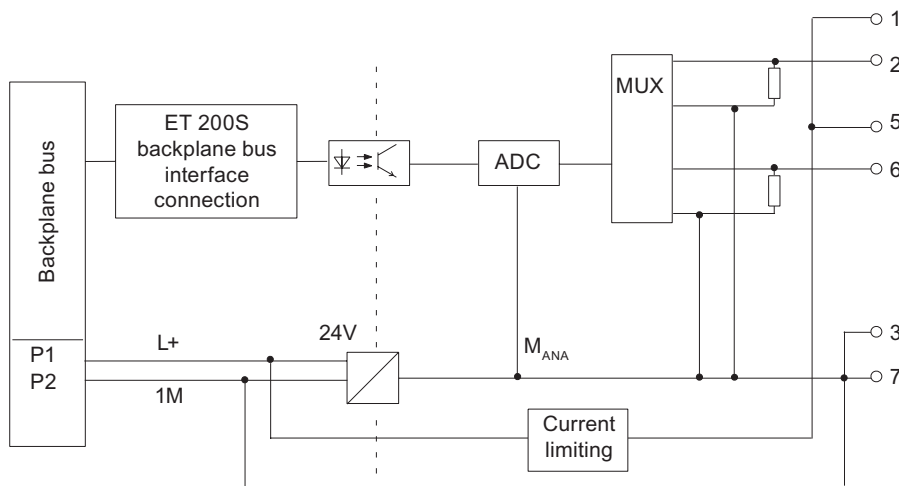 1
2
MUX
5
ET 200S
backplane bus
interface
connection
ADC
6
Backplane bus
24V
3
L+
P1
M_ANA
P2
7
1M
Current
limiting